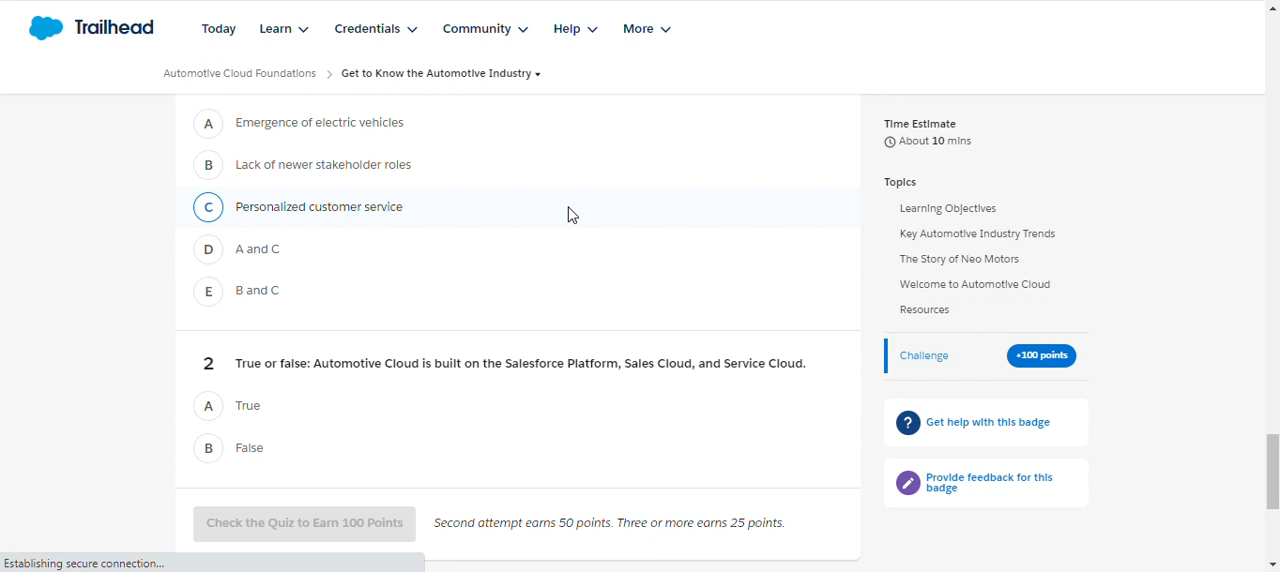 Trailhead
Today Learn Credentials Community Help More
Automotive Cloud Foundations > Get to Know the Automotive Industry
A Emergence of electric vehicles
B Lack of newer stakeholder roles
C Personalized customer service
D A and C
E B and C
2 True or false: Automotive Cloud is built on the Salesforce Platform, Sales Cloud, and Service Cloud.
A True
B False
Check the Quiz to Earn 100 Points Second attempt earns 50 points. Three or more earns 25 points.
Time Estimate
About 10 mins
Topics
Learning Objectives
Key Automotive Industry Trends
The Story of Neo Motors
Welcome to Automotive Cloud
Resources
Challenge +100 points
? Get help with this badge
Provide feedback for this
badge
Establishing secure connection...